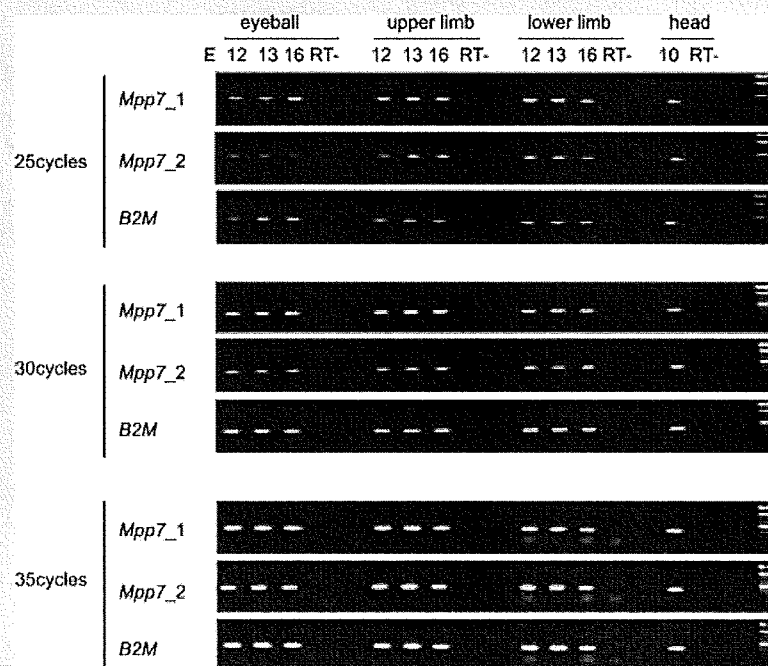 eyeball upper limb lower limb head
E 12 13 16 RT- 12 13 16 RT- 12 13 16 RT- 10 RT-
Mpp7_1
25cycles Mpp7_2
B2M
Mpp7_1
30cycles Mpp7_2
B2M
Mpp7_1
35cycles Mpp7_2
B2M